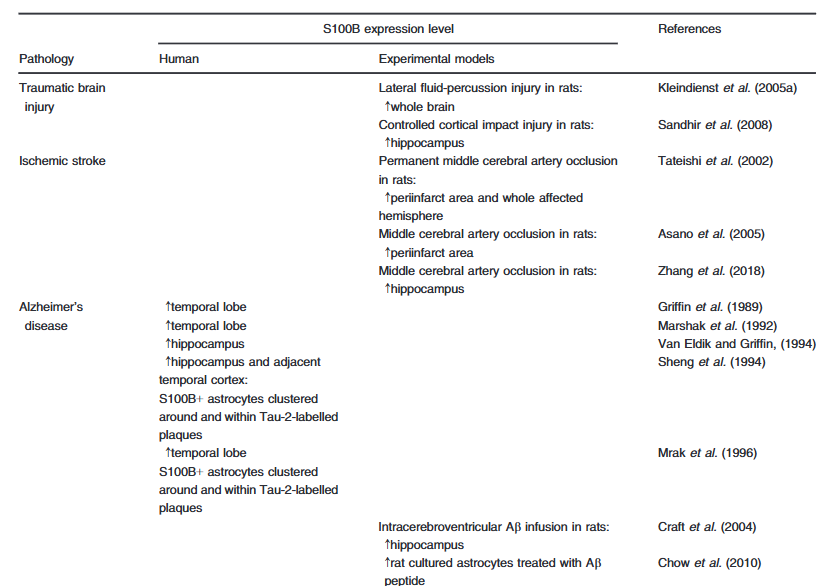 S100B expression level References
Pathology Human Experimental models
Traumatic brain Lateral fluid-percussion injury in rats: Kleindienst et al. (2005a)
injury ↑whole brain
Controlled cortical impact injury in rats: Sandhir et al. (2008)
↑hippocampus
Ischemic stroke Permanent middle cerebral artery occlusion Tateishi et al. (2002)
in rats:
↑periinfarct area and whole affected
hemisphere
Middle cerebral artery occlusion in rats: Asano et al. (2005)
↑periinfarct area
Middle cerebral artery occlusion in rats: Zhang et al. (2018)
↑hippocampus
Alzheimer's ↑temporal lobe Griffin et al. (1989)
disease ↑temporal lobe Marshak et al. (1992)
↑hippocampus Van Eldik and Griffin, (1994)
↑hippocampus and adjacent Sheng et al. (1994)
temporal cortex:
S100B+ astrocytes clustered
around and within Tau-2-labelled
plaques
↑temporal lobe Mrak et al. (1996)
S100B+ astrocytes clustered
around and within Tau-2-labelled
plaques
Intracerebroventricular Aβ infusion in rats: Craft et al. (2004)
↑hippocampus
↑rat cultured astrocytes treated with Aβ Chow et al. (2010)
peptide